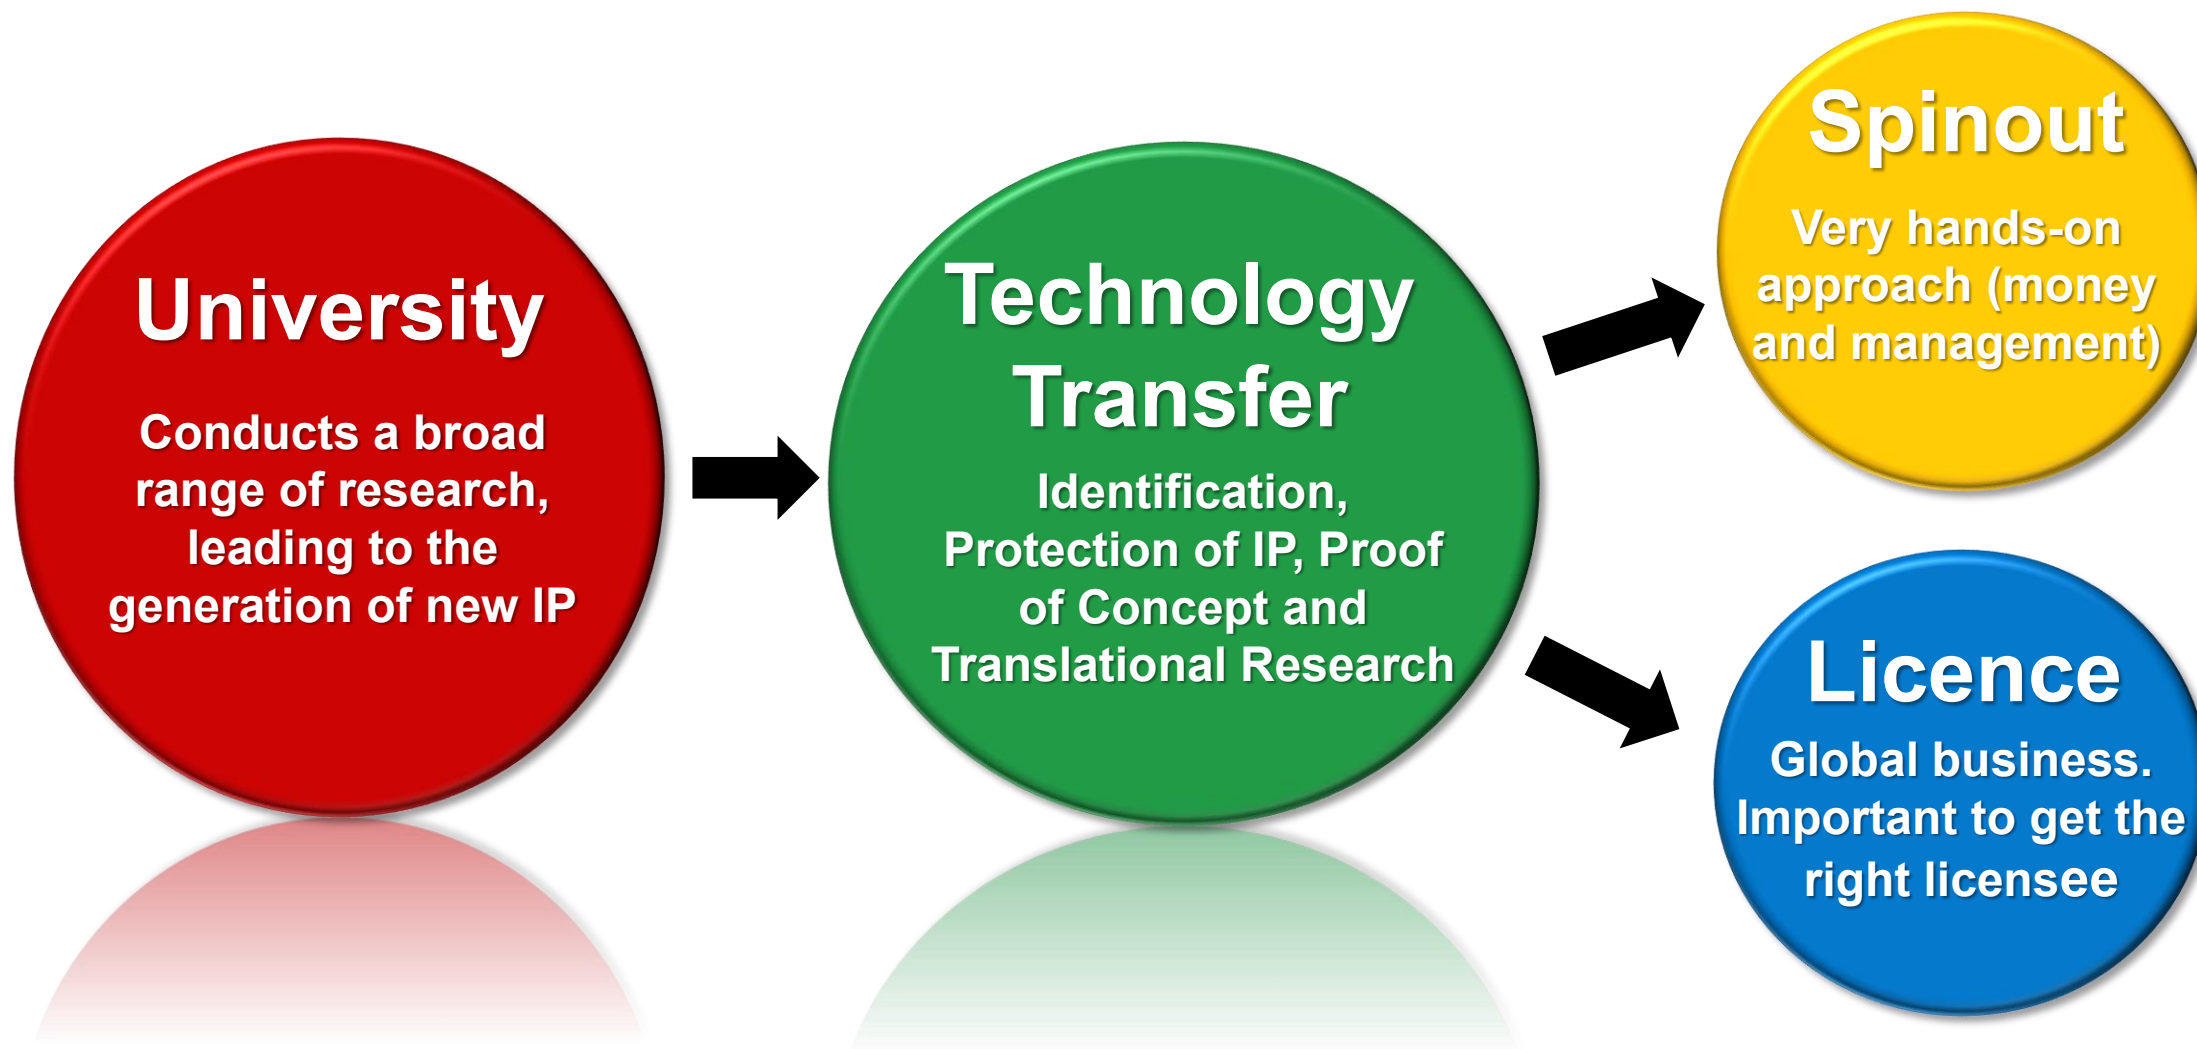 University
Conducts a broad
range of research,
leading to the
generation of new IP
Technology
Transfer
Identification,
Protection of IP, Proof
of Concept and
Translational Research
Spinout
Very hands-on
approach (money
and management)
Licence
Global business.
Important to get the
right licensee